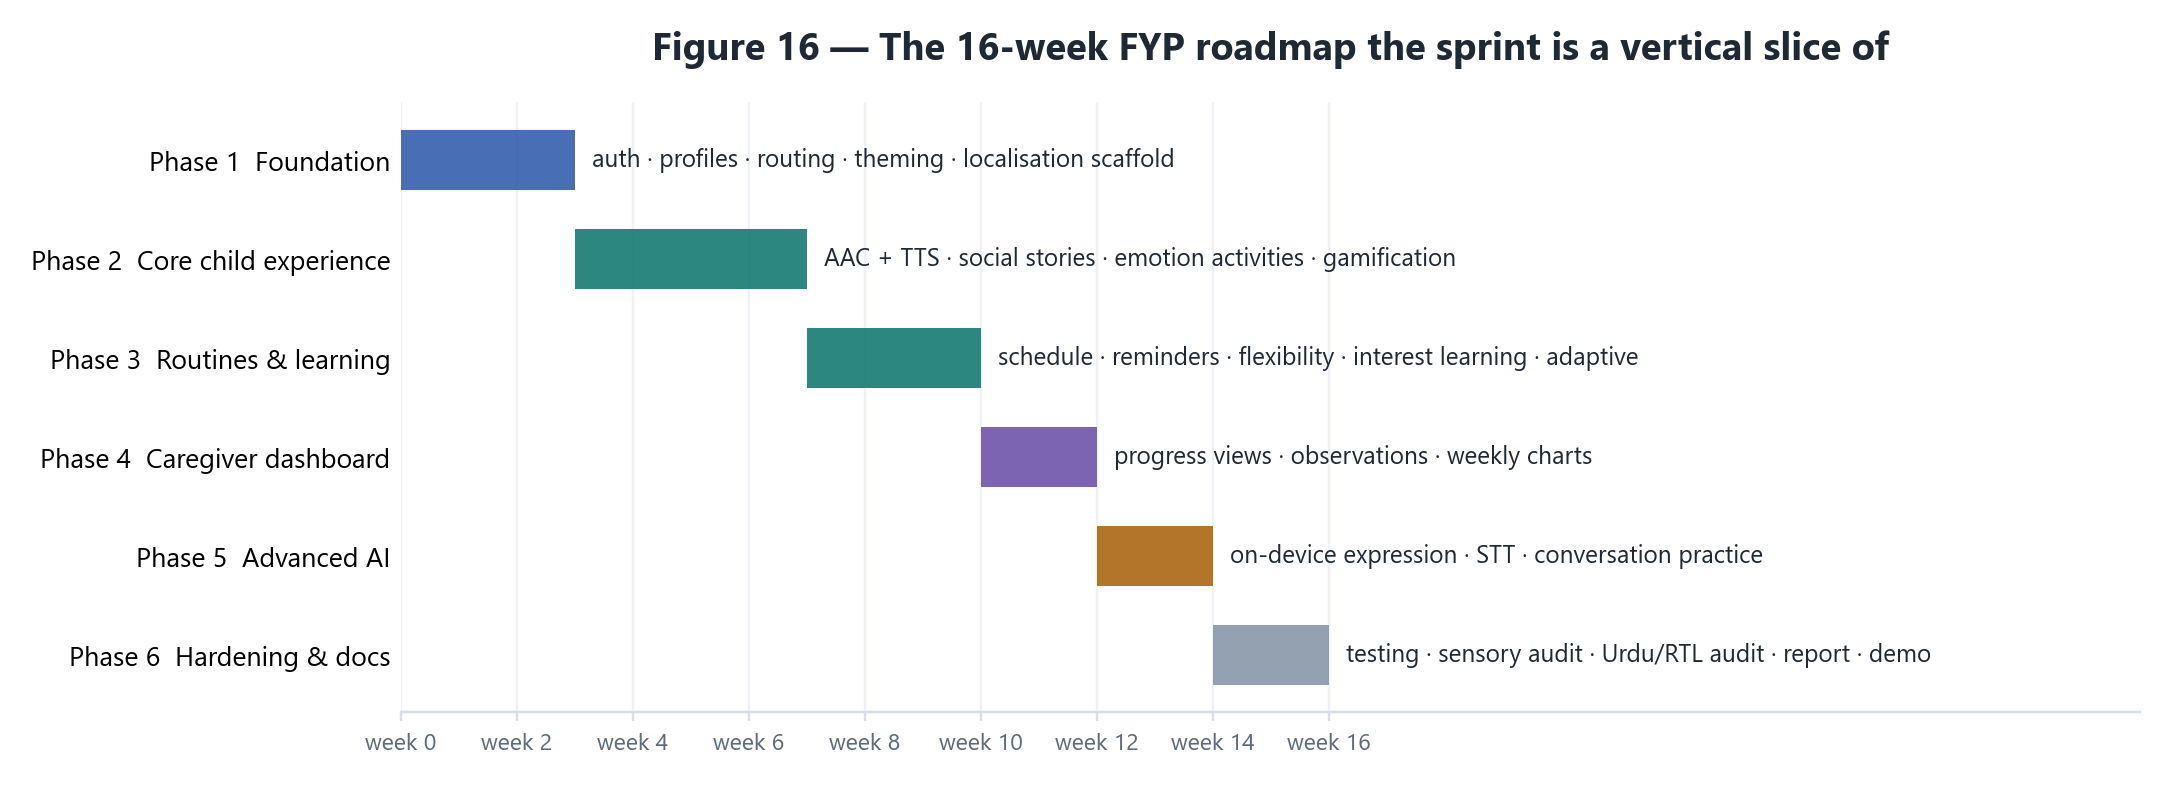 Figure 16 — The 16-week FYP roadmap the sprint is a vertical slice of
Phase 1  Foundation
auth · profiles · routing · theming · localisation scaffold
Phase 2  Core child experience
AAC + TTS · social stories · emotion activities · gamification
Phase 3  Routines & learning
schedule · reminders · flexibility · interest learning · adaptive
Phase 4  Caregiver dashboard
progress views · observations · weekly charts
Phase 5  Advanced AI
on-device expression · STT · conversation practice
Phase 6  Hardening & docs
testing · sensory audit · Urdu/RTL audit · report · demo
week 0 week 2 week 4 week 6 week 8 week 10 week 12 week 14 week 16